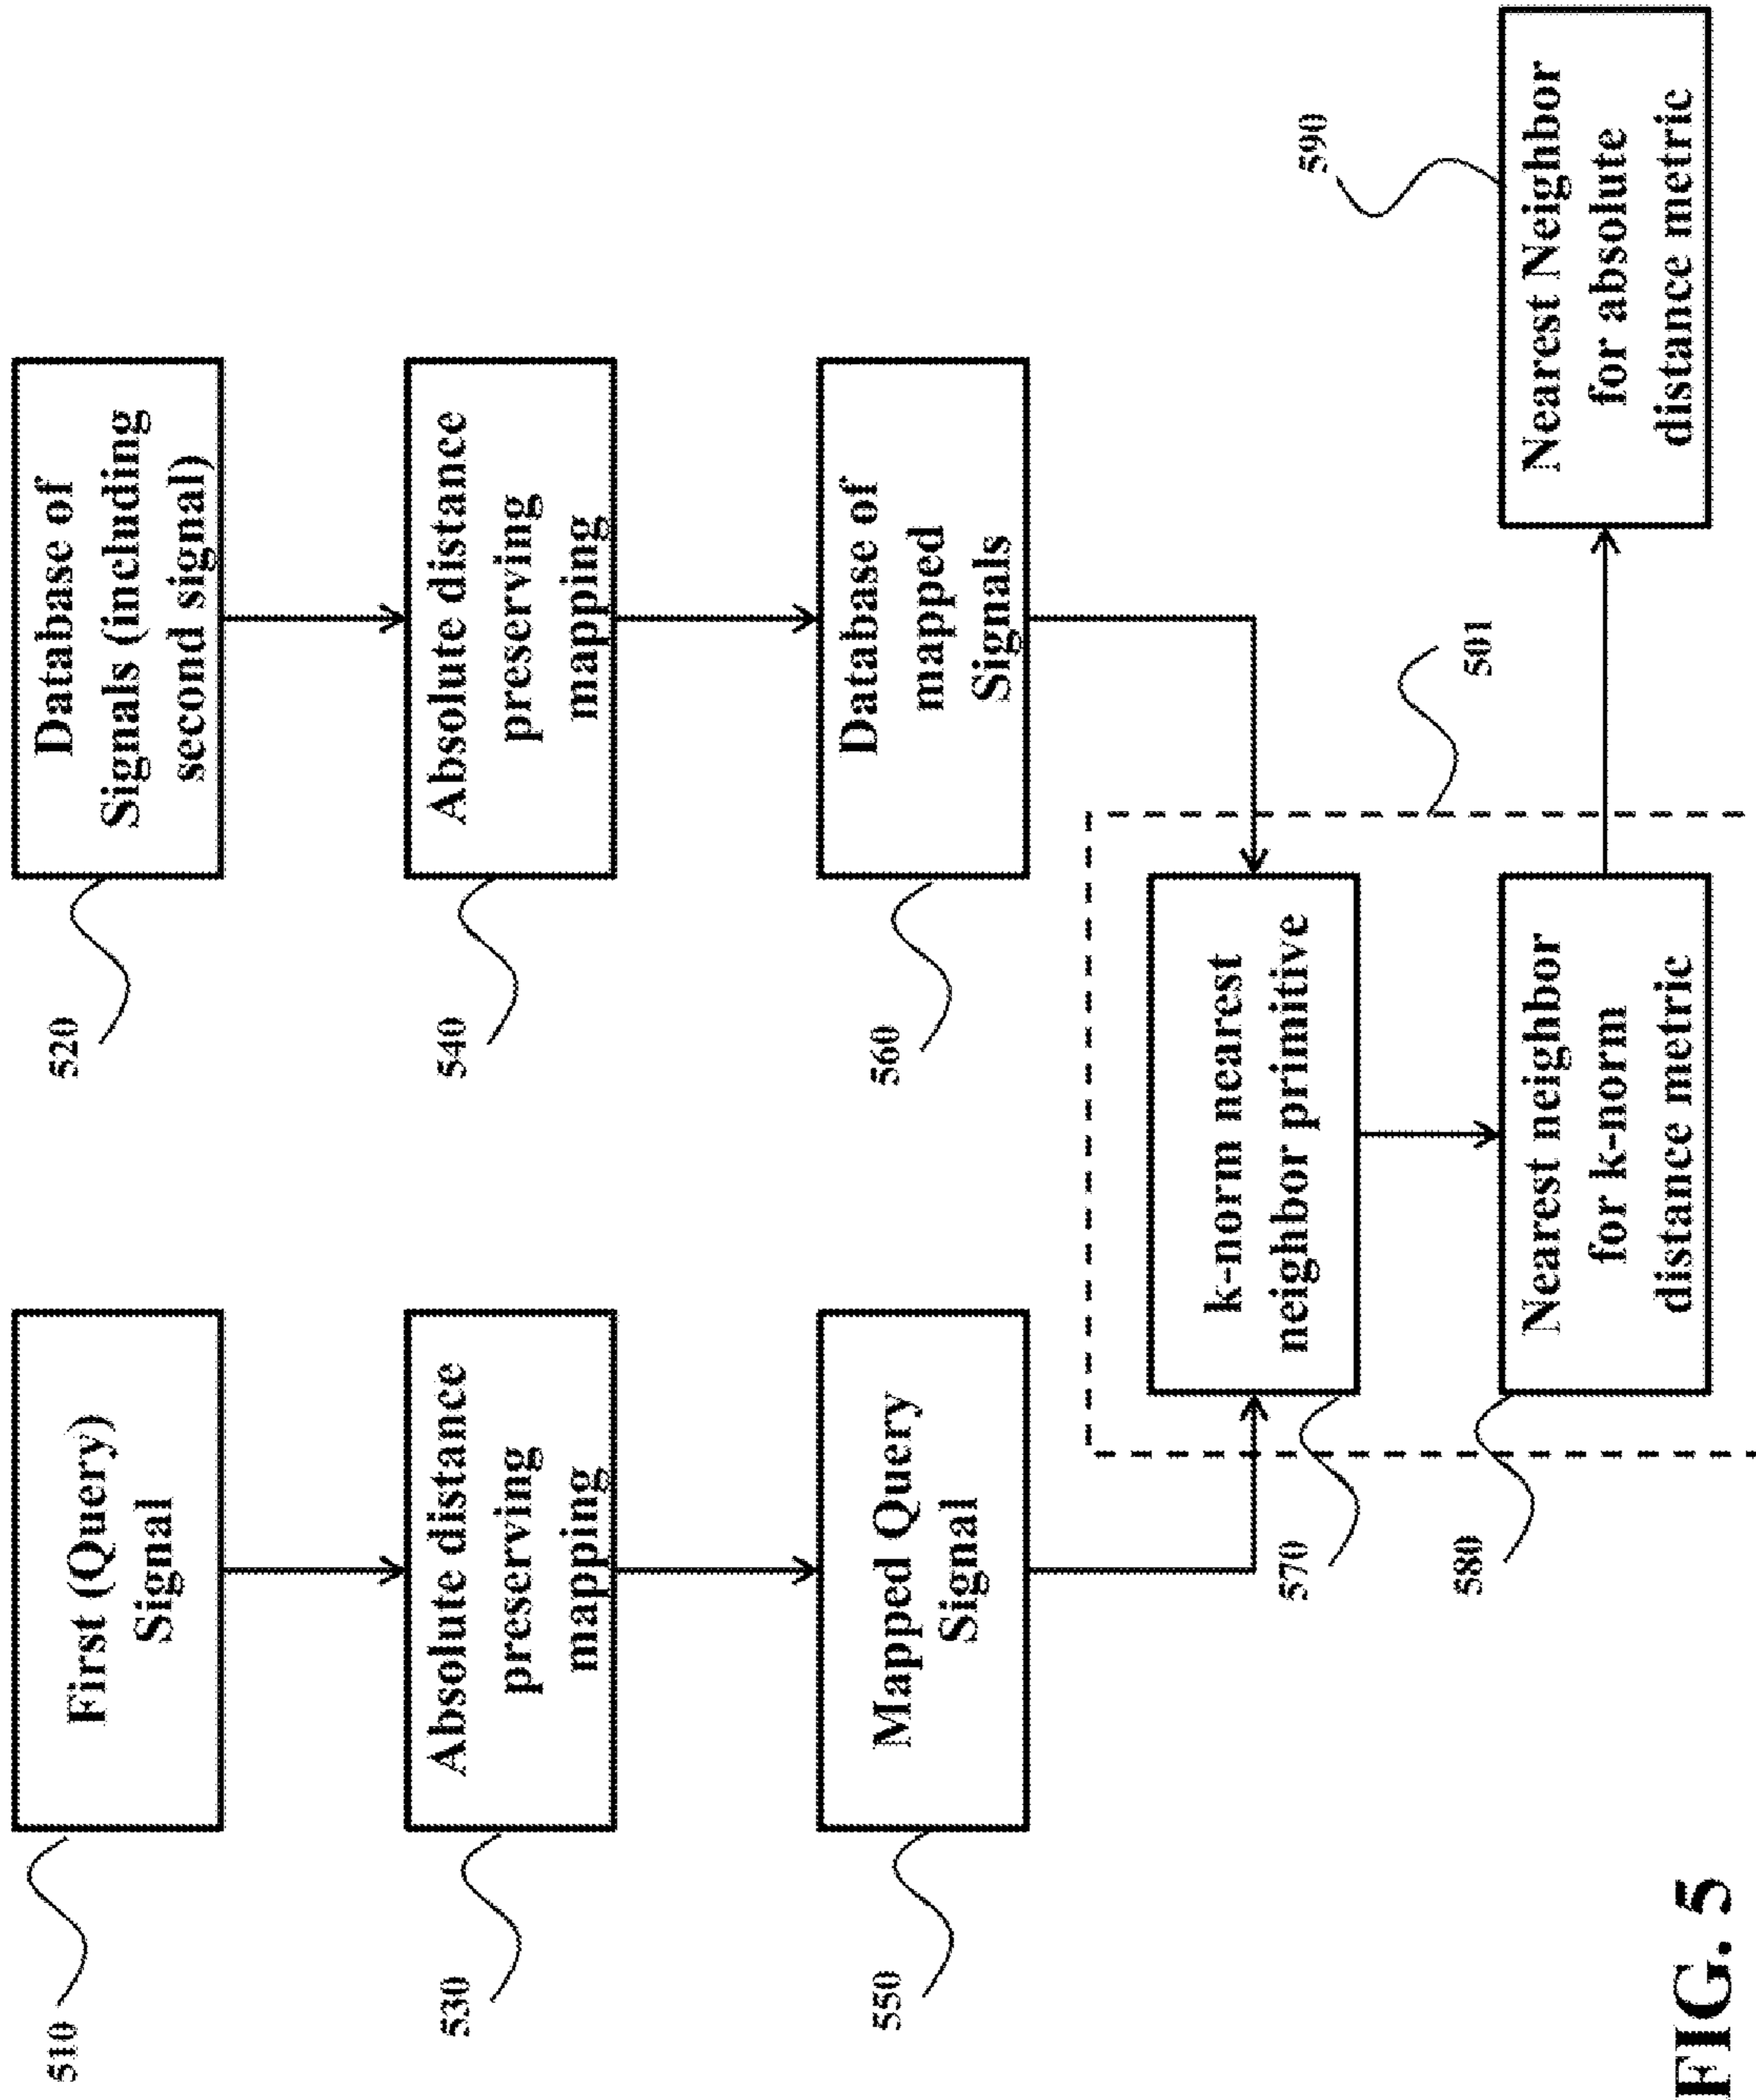 510
First (Query)
Signal
520
Database of
Signals (including
second signal)
530
Absolute distance
preserving
mapping
540
Absolute distance
preserving
mapping
550
Mapped Query
Signal
560
Database of
mapped
Signals
570
k-norm nearest
neighbor primitive
501
580
Nearest neighbor
for k-norm
distance metric
590
Nearest Neighbor
for absolute
distance metric
FIG. 5